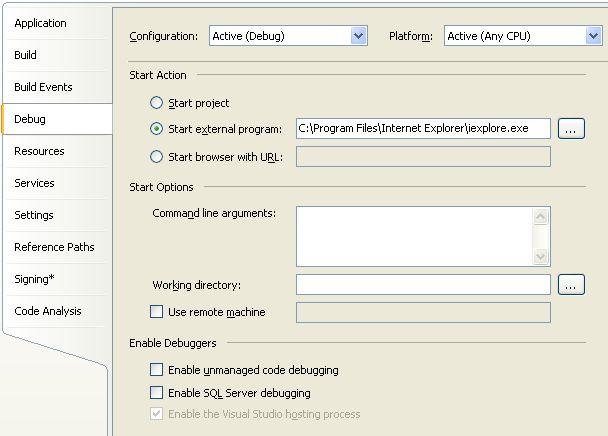 Application
Build
Build Events
Debug
Resources
Services
Settings
Reference Paths
Signing*
Code Analysis
Configuration: Active (Debug) Platform: Active (Any CPU)
Start Action
Start project
Start external program: C:\Program Files\Internet Explorer\iexplore.exe ...
Start browser with URL:
Start Options
Command line arguments:
Working directory: ...
Use remote machine
Enable Debuggers
Enable unmanaged code debugging
Enable SQL Server debugging
Enable the Visual Studio hosting process